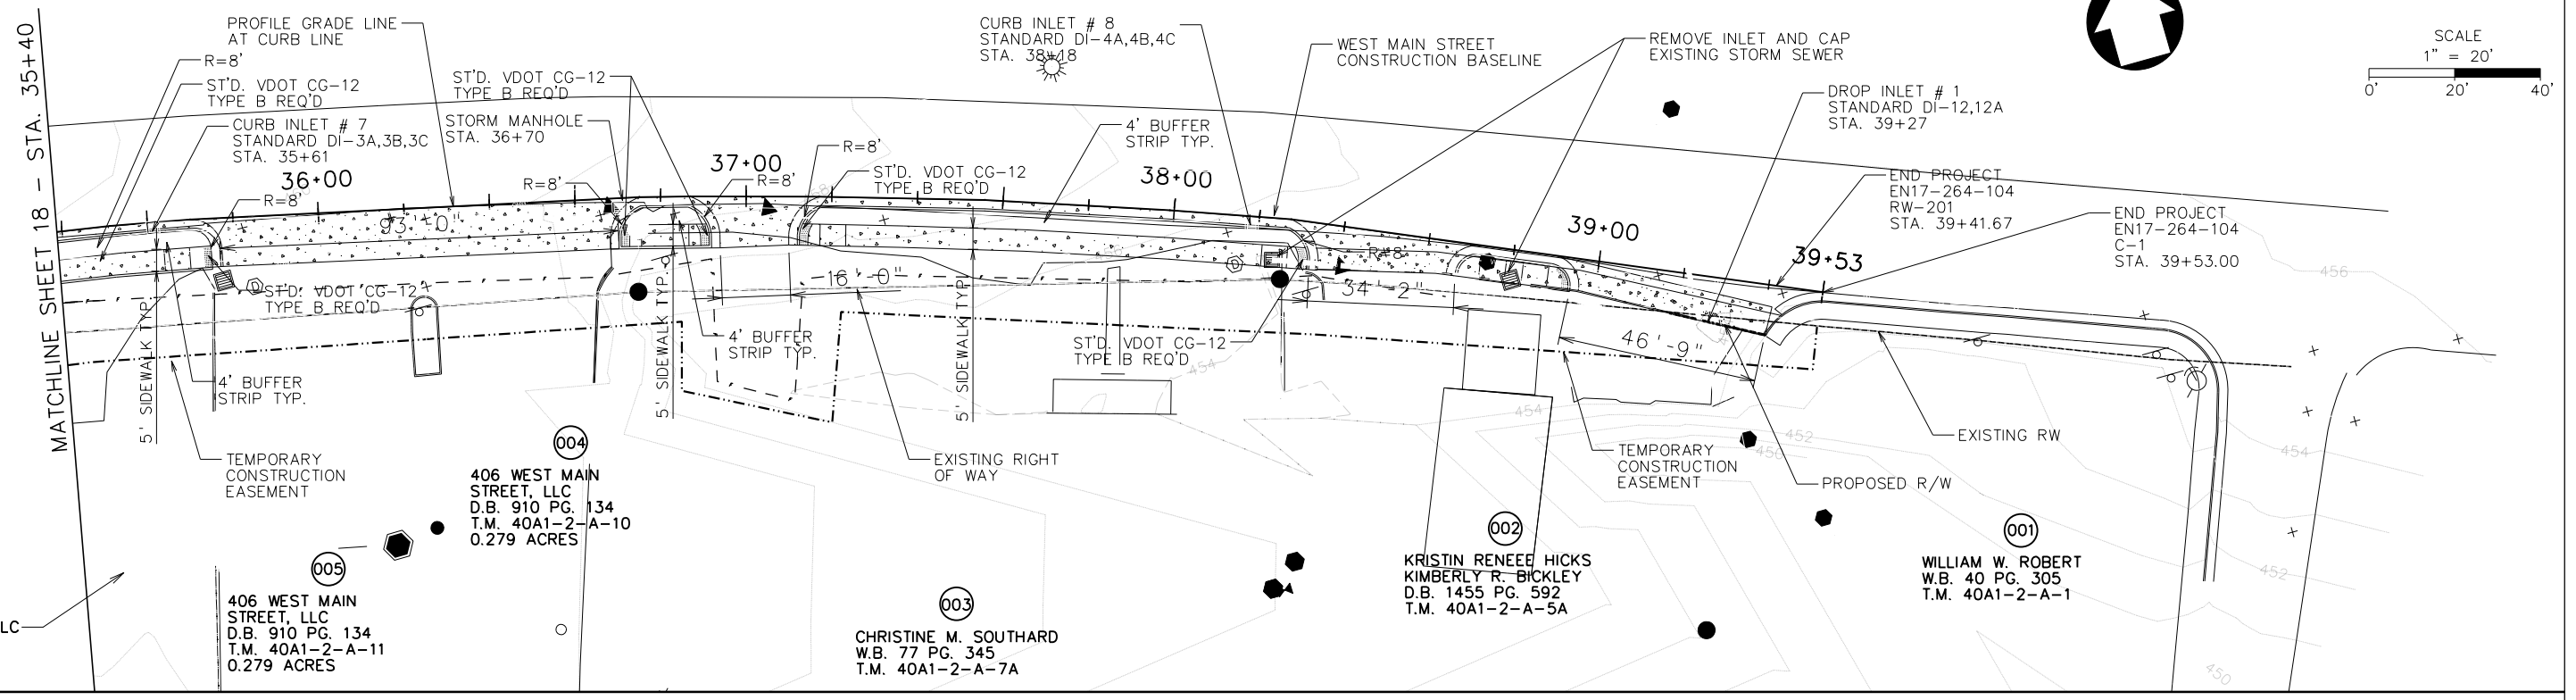 PROFILE GRADE LINE
AT CURB LINE
R=8'
ST'D. VDOT CG-12
TYPE B REQ'D
CURB INLET # 7
STANDARD DI-3A,3B,3C
STA. 35+61
36+00
R=8'
MATCHLINE SHEET 18 - STA. 35+40
ST'D. VDOT CG-12
TYPE B REQ'D
STORM MANHOLE
STA. 36+70
R=8'
37+00
R=8'
R=8'
ST'D. VDOT CG-12
TYPE B REQ'D
CURB INLET # 8
STANDARD DI-4A,4B,4C
STA. 38+18
4' BUFFER
STRIP TYP.
38+00
WEST MAIN STREET
CONSTRUCTION BASELINE
REMOVE INLET AND CAP
EXISTING STORM SEWER
DROP INLET # 1
STANDARD DI-12,12A
STA. 39+27
SCALE
1" = 20'
0'
20'
40'
END PROJECT
EN17-264-104
RW-201
STA. 39+41.67
END PROJECT
EN17-264-104
C-1
STA. 39+53.00
39+00
39+53
R=8'
93'-0"
D
ST'D. VDOT CG-12
TYPE B REQ'D
16'-0"
D
34'-2"
46'-9"
456
5' SIDEWALK TYP.
4' BUFFER
STRIP TYP.
5' SIDEWALK TYP.
4' BUFFER
STRIP TYP.
5' SIDEWALK TYP.
ST'D. VDOT CG-12
TYPE B REQ'D
454
454
452
450
454
452
450
TEMPORARY
CONSTRUCTION
EASEMENT
EXISTING RIGHT
OF WAY
TEMPORARY
CONSTRUCTION
EASEMENT
EXISTING RW
PROPOSED R/W
004
406 WEST MAIN
STREET, LLC
D.B. 910 PG. 134
T.M. 40A1-2-A-10
0.279 ACRES
005
406 WEST MAIN
STREET, LLC
D.B. 910 PG. 134
T.M. 40A1-2-A-11
0.279 ACRES
LC
003
CHRISTINE M. SOUTHARD
W.B. 77 PG. 345
T.M. 40A1-2-A-7A
002
KRISTIN RENEEE HICKS
KIMBERLY R. BICKLEY
D.B. 1455 PG. 592
T.M. 40A1-2-A-5A
001
WILLIAM W. ROBERT
W.B. 40 PG. 305
T.M. 40A1-2-A-1